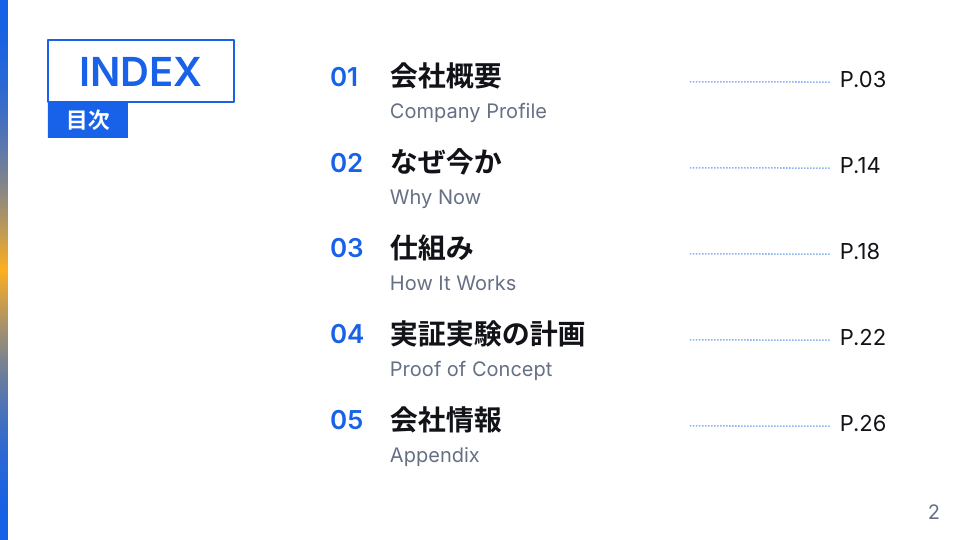 INDEX
目次
01 会社概要 P.03
Company Profile
02 なぜ今か P.14
Why Now
03 仕組み P.18
How It Works
04 実証実験の計画 P.22
Proof of Concept
05 会社情報 P.26
Appendix
2